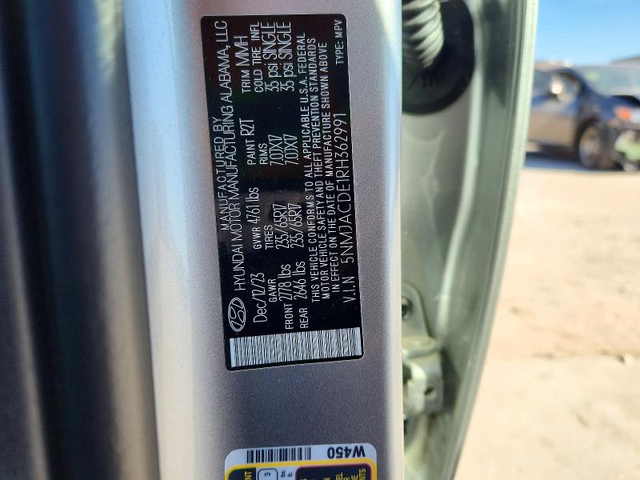 MANUFACTURED BY
HYUNDAI MOTOR MANUFACTURING ALABAMA, LLC
Dec/12/23 GVWR 4761 lbs PAINT R2T TRIM MMH
GAWR TIRES RIMS COLD TIRE INFL
FRONT 2778 lbs 235/65R17 7.0JX17 35 psi SINGLE
REAR 2646 lbs 235/65R17 7.0JX17 35 psi SINGLE
THIS VEHICLE CONFORMS TO ALL APPLICABLE U.S.A. FEDERAL
MOTOR VEHICLE SAFETY AND THEFT PREVENTION STANDARDS
IN EFFECT ON THE DATE OF MANUFACTURE SHOWN ABOVE
V.I.N 5NMJACDE1RH362991 TYPE: MPV
W450
3